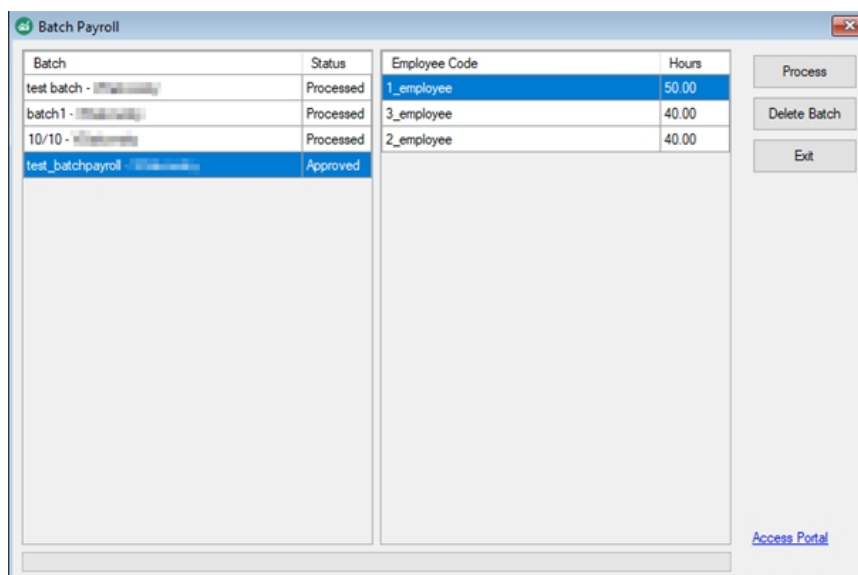 Batch Payroll
Batch Status
test batch - Processed
batch1 - Processed
10/10 - Processed
test_batchpayroll - Approved
Employee Code Hours
1_employee 50.00
3_employee 40.00
2_employee 40.00
Process
Delete Batch
Exit
Access Portal